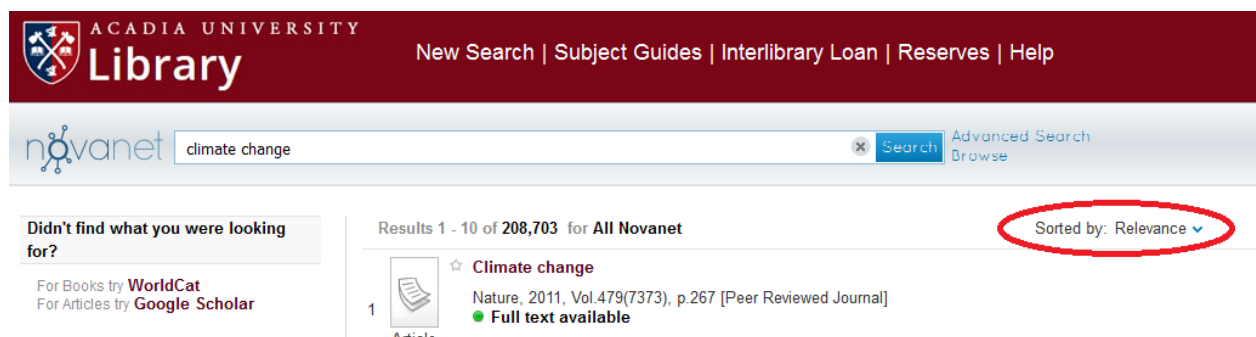 ACADIA UNIVERSITY
Library
New Search | Subject Guides | Interlibrary Loan | Reserves | Help
novanet
climate change
Search
Advanced Search
Browse
Didn't find what you were looking
for?
For Books try WorldCat
For Articles try Google Scholar
Results 1 - 10 of 208,703 for All Novanet
Sorted by: Relevance
1
Climate change
Nature, 2011, Vol.479(7373), p.267 [Peer Reviewed Journal]
Full text available
Article